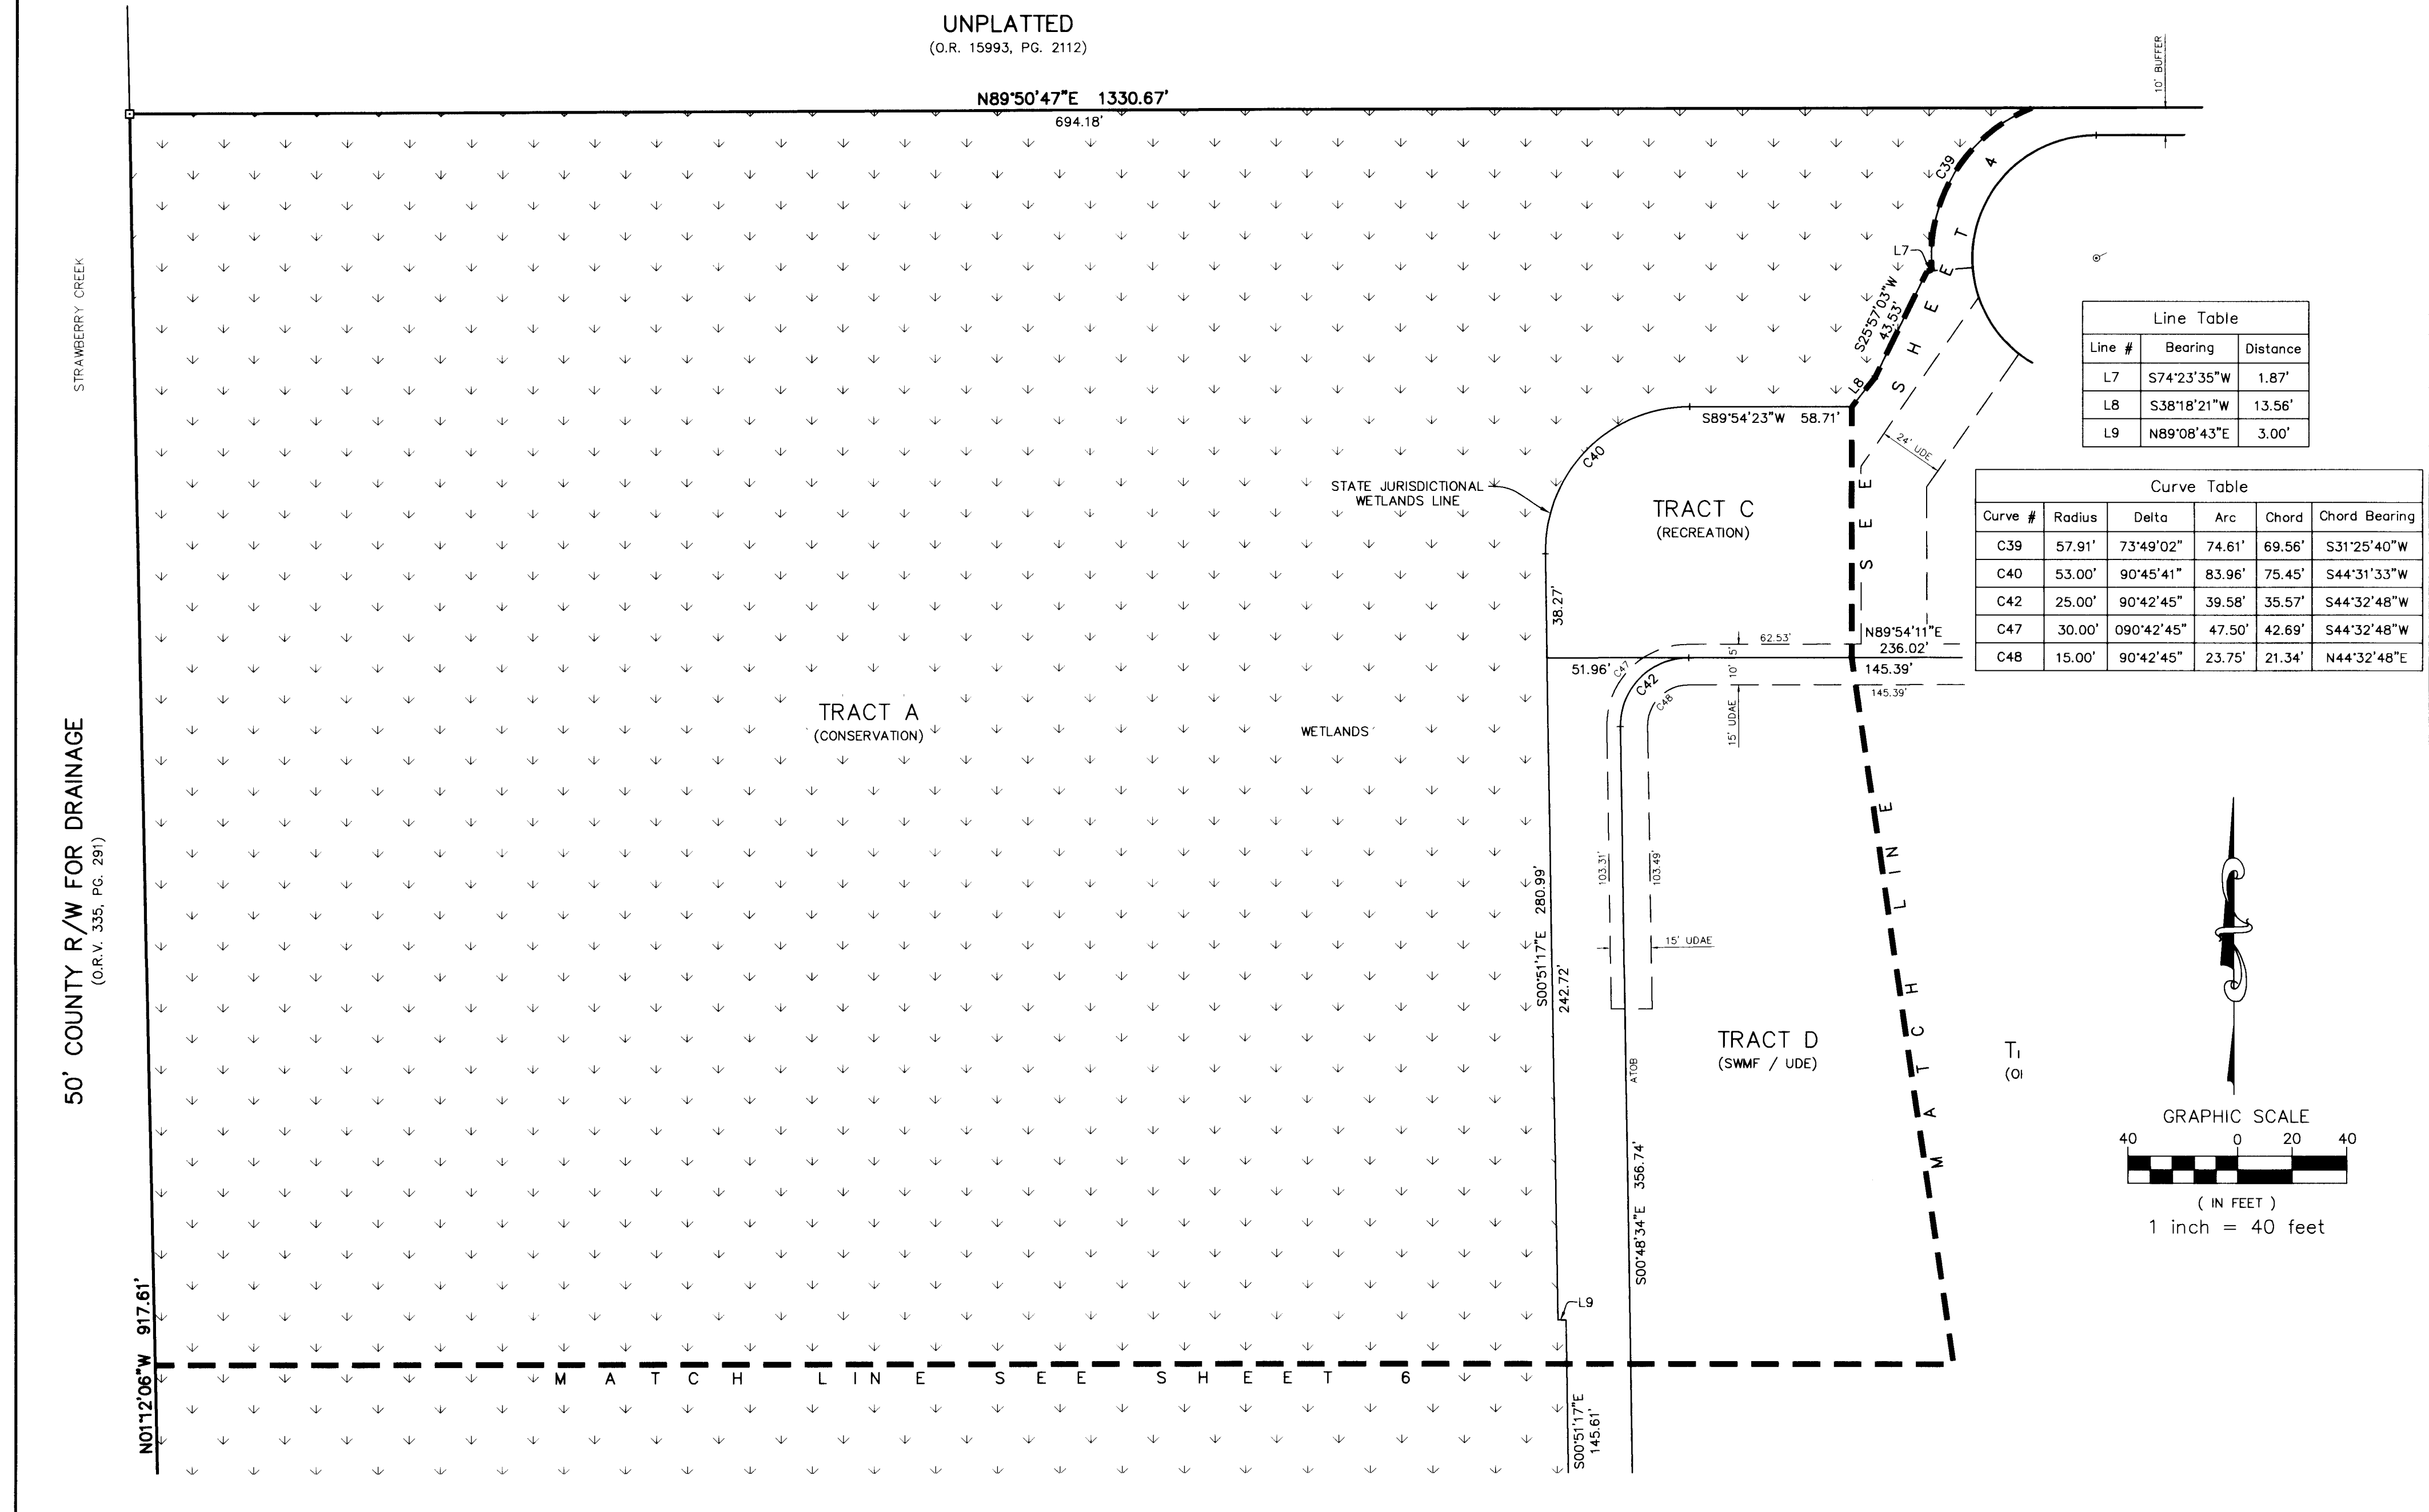 UNPLATTED
(O.R. 15993, PG. 2112)
10' BUFFER
N89°50'47"E 1330.67'
694.18'
STRAWBERRY CREEK
50' COUNTY R/W FOR DRAINAGE
(O.R.V. 335, PG. 291)
N01°12'06"W 917.61'
C39
L7
S25°57'03"W
43.53'
L8
SEE SHEET 4
S89°54'23"W 58.71'
C40
STATE JURISDICTIONAL
WETLANDS LINE
TRACT C
(RECREATION)
24' UDE
38.27'
62.53'
N89°54'11"E
236.02'
51.96'
C47
C42
C48
10'
5'
145.39'
145.39'
15' UDAE
TRACT A
(CONSERVATION)
WETLANDS
103.31'
103.49'
S00°51'17"E 280.99'
242.72'
15' UDAE
TRACT D
(SWMF / UDE)
ATOB
S00°48'34"E 356.74'
L9
MATCH LINE
MATCH LINE SEE SHEET 6
S00°51'17"E
145.61'
Line Table
Line # Bearing Distance
L7 S74°23'35"W 1.87'
L8 S38°18'21"W 13.56'
L9 N89°08'43"E 3.00'
Curve Table
Curve # Radius Delta Arc Chord Chord Bearing
C39 57.91' 73°49'02" 74.61' 69.56' S31°25'40"W
C40 53.00' 90°45'41" 83.96' 75.45' S44°31'33"W
C42 25.00' 90°42'45" 39.58' 35.57' S44°32'48"W
C47 30.00' 090°42'45" 47.50' 42.69' S44°32'48"W
C48 15.00' 90°42'45" 23.75' 21.34' N44°32'48"E
GRAPHIC SCALE
40 0 20 40
( IN FEET )
1 inch = 40 feet